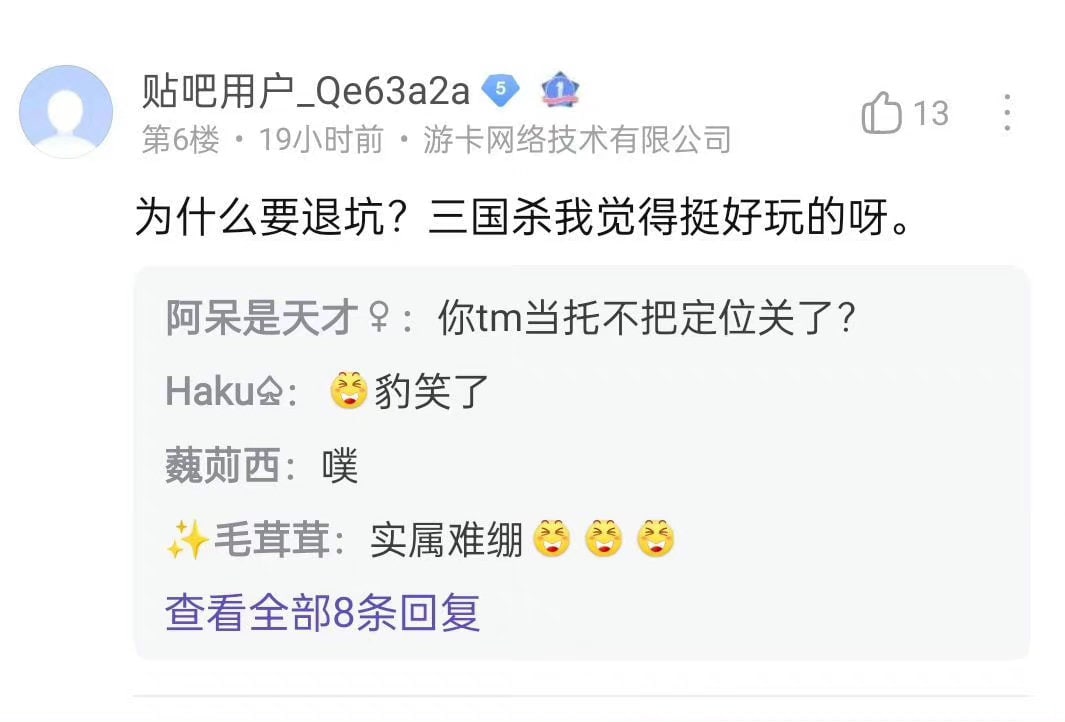 贴吧用户_Qe63a2a 5 1
13
第6楼 · 19小时前 · 游卡网络技术有限公司
为什么要退坑？三国杀我觉得挺好玩的呀。
阿呆是天才♀：你tm当托不把定位关了？
Haku♤：😆豹笑了
蘶茢西：噗
✨毛茸茸：实属难绷😆😆😆
查看全部8条回复